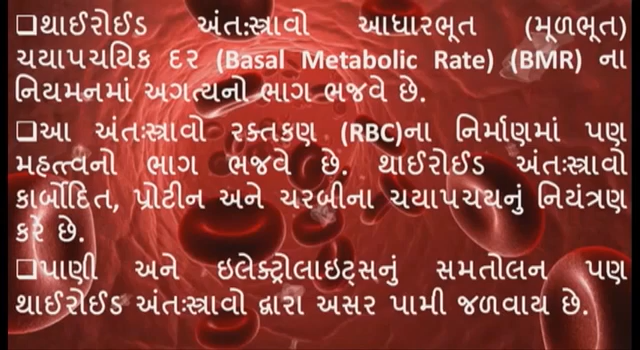 ❑થાઈરોઈડ અંતઃસ્ત્રાવો આધારભૂત (મૂળભૂત)
ચયાપચયિક દર (Basal Metabolic Rate) (BMR) ના
નિયમનમાં અગત્યનો ભાગ ભજવે છે.
❑આ અંતઃસ્ત્રાવો રક્તકણ (RBC)ના નિર્માણમાં પણ
મહત્ત્વનો ભાગ ભજવે છે. થાઈરોઈડ અંતઃસ્ત્રાવો
કાર્બોદિત, પ્રોટીન અને ચરબીના ચયાપચયનું નિયંત્રણ
કરે છે.
❑પાણી અને ઇલેક્ટ્રોલાઇટ્સનું સમતોલન પણ
થાઈરોઈડ અંતઃસ્ત્રાવો દ્વારા અસર પામી જળવાય છે.